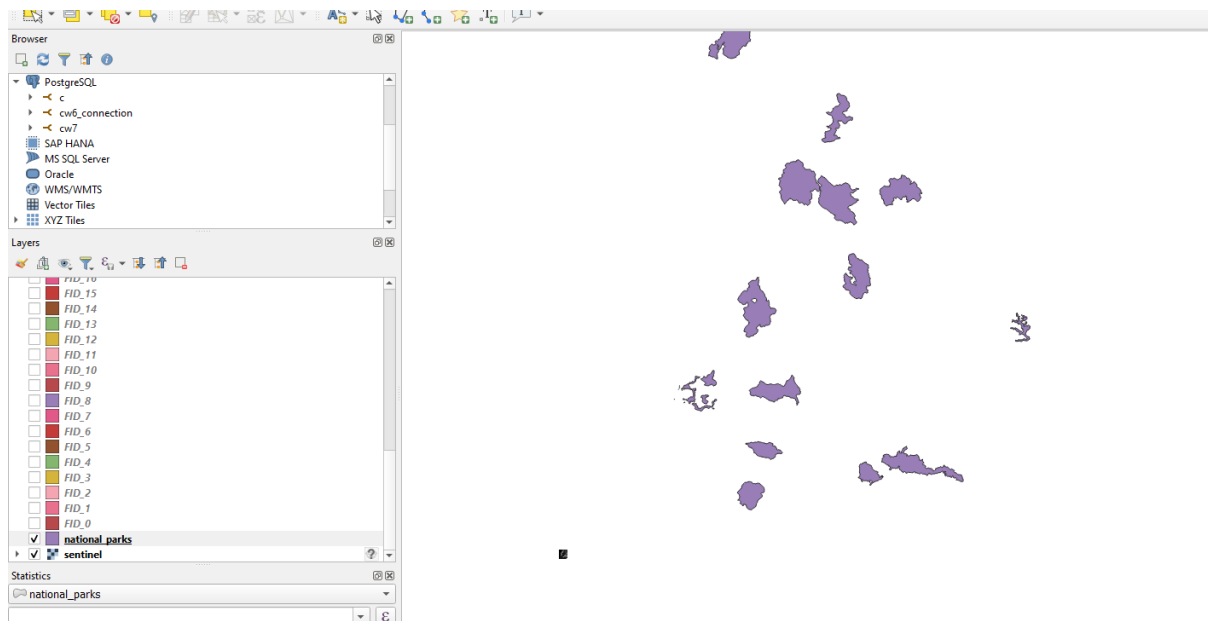 Browser
PostgreSQL
c
cw6_connection
cw7
SAP HANA
MS SQL Server
Oracle
WMS/WMTS
Vector Tiles
XYZ Tiles
Layers
FID_16
FID_15
FID_14
FID_13
FID_12
FID_11
FID_10
FID_9
FID_8
FID_7
FID_6
FID_5
FID_4
FID_3
FID_2
FID_1
FID_0
national_parks
sentinel ?
Statistics
national_parks
ε